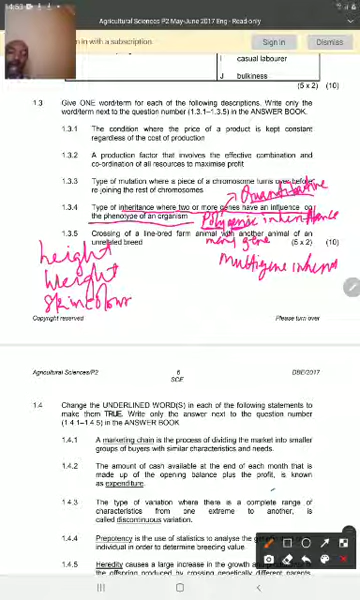 14:53
Agricultural Sciences P2 May-June 2017 Eng - Read-only
in with a subscription.
Sign in
Dismiss
I casual labourer
J bulkiness
(5 x 2) (10)
1.3 Give ONE word/term for each of the following descriptions. Write only the
word/term next to the question number (1.3.1–1.3.5) in the ANSWER BOOK.
1.3.1 The condition where the price of a product is kept constant
regardless of the cost of production
1.3.2 A production factor that involves the effective combination and
co-ordination of all resources to maximise profit
1.3.3 Type of mutation where a piece of chromosome turns over before
re joining the rest of chromosomes
Quantitative
1.3.4 Type of inheritance where two or more genes have an influence on
the phenotype of an organism
Polygenic inheritance
1.3.5 Crossing of a line-bred farm animal with another animal of an
unrelated breed (5 x 2) (10)
many gene
Multigene
height
weight
skin colour
Copyright reserved Please turn over
Agricultural Sciences/P2 6 DBE/2017
SCE
1.4 Change the UNDERLINED WORD(S) in each of the following statements to
make them TRUE. Write only the answer next to the question number
(1.4.1–1.4.5) in the ANSWER BOOK
1.4.1 A marketing chain is the process of dividing the market into smaller
groups of buyers with similar characteristics and needs.
1.4.2 The amount of cash available at the end of each month that is
made up of the opening balance plus the profit, is known
as expenditure.
1.4.3 The type of variation where there is a complete range of
characteristics from one extreme to another, is
called discontinuous variation.
1.4.4 Prepotency is the use of statistics to analyse the
individual in order to determine breeding value.
1.4.5 Heredity causes a large increase in the growth
the offspring produced by crossing genetically different parents